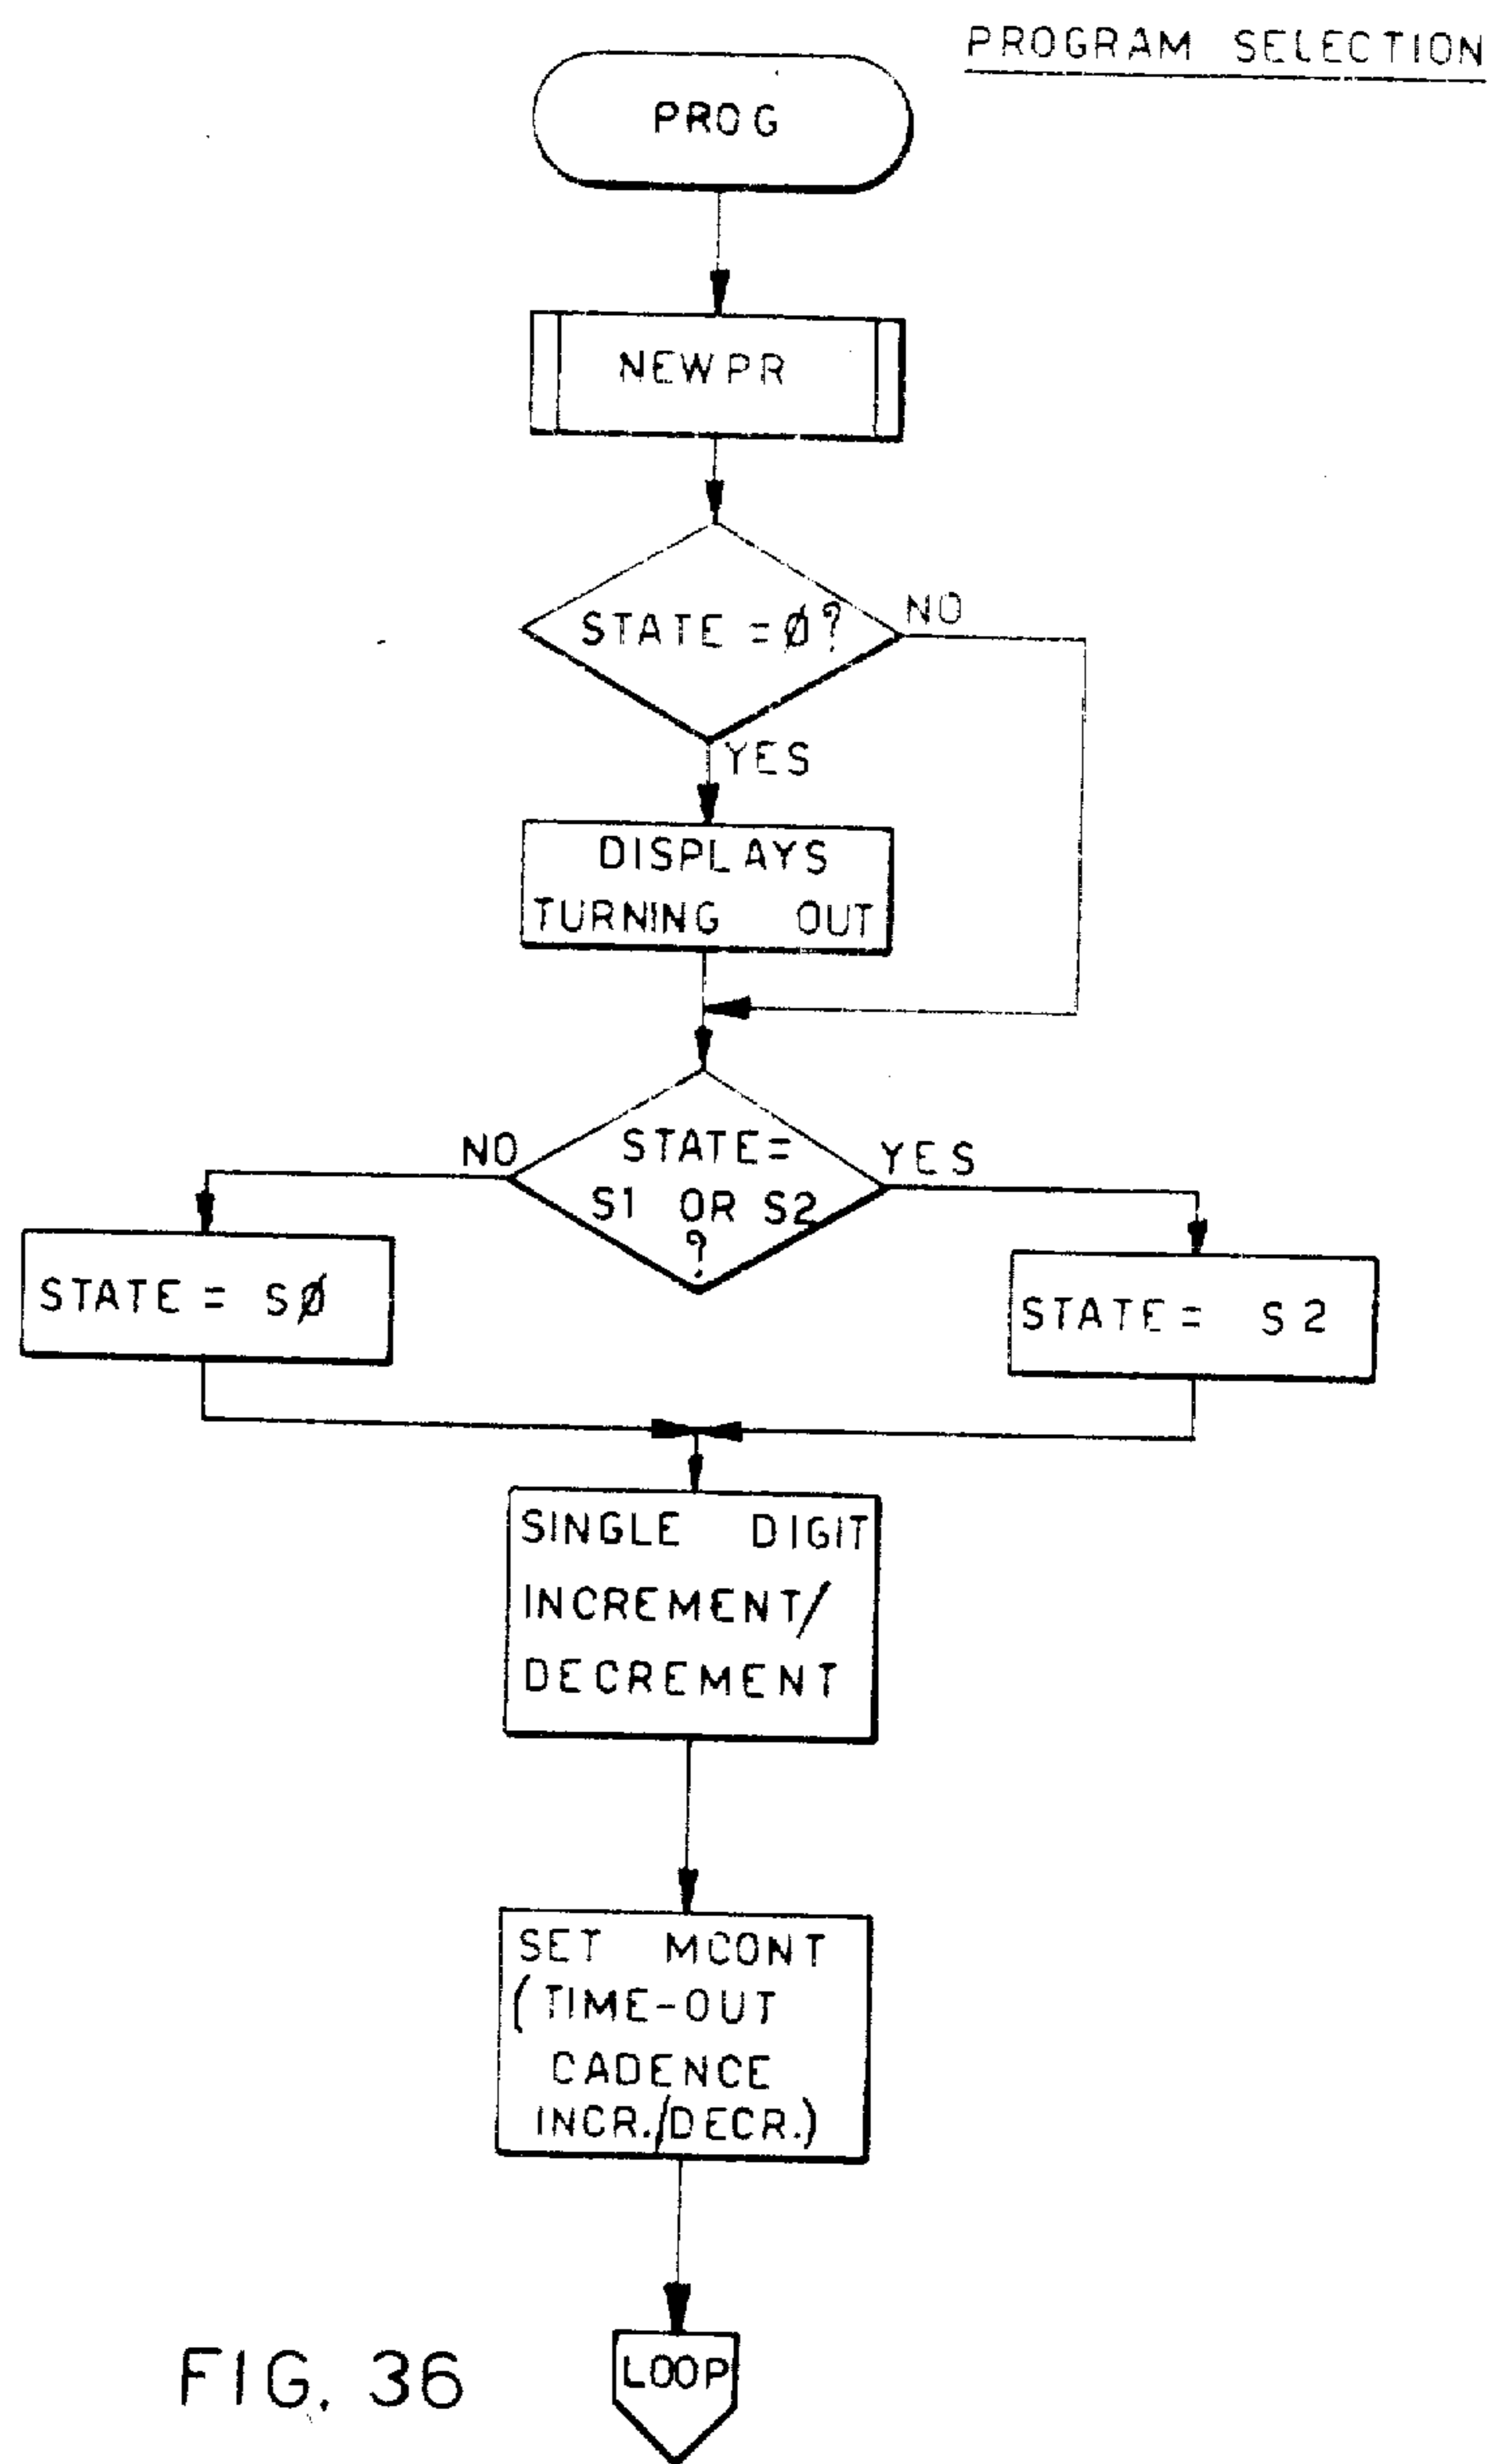 PROGRAM SELECTION
PROG
NEWPR
STATE = Ø?
NO
YES
DISPLAYS
TURNING OUT
NO
STATE=
S1 OR S2
?
YES
STATE = SØ
STATE= S2
SINGLE DIGIT
INCREMENT/
DECREMENT
SET MCONT
(TIME-OUT
CADENCE
INCR./DECR.)
LOOP
FIG. 36